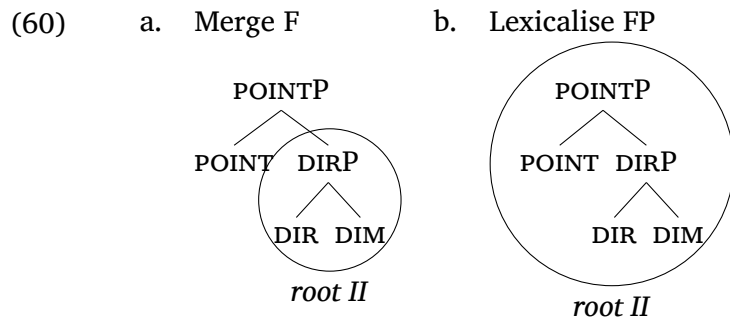 (60) a. Merge F b. Lexicalise FP
POINTP POINTP
POINT DIRP POINT DIRP
DIR DIM DIR DIM
root II root II